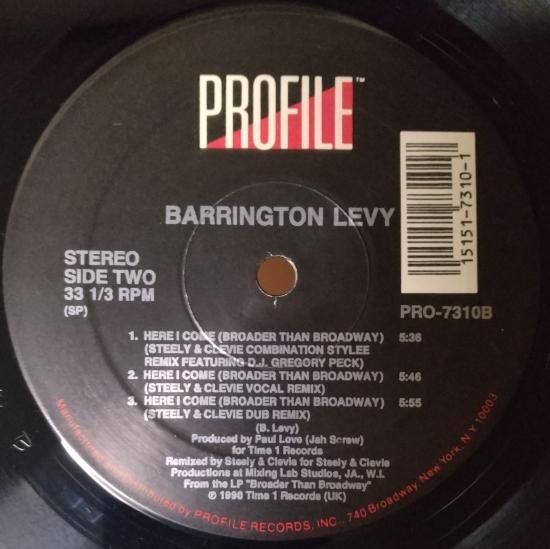 PROFILE™
BARRINGTON LEVY
15151-7310-1
STEREO
SIDE TWO
33 1/3 RPM
(SP)
PRO-7310B
1. HERE I COME (BROADER THAN BROADWAY) 5:36
(STEELY & CLEVIE COMBINATION STYLEE
REMIX FEATURING D.J. GREGORY PECK)
2. HERE I COME (BROADER THAN BROADWAY) 5:46
(STEELY & CLEVIE VOCAL REMIX)
3. HERE I COME (BROADER THAN BROADWAY) 5:55
(STEELY & CLEVIE DUB REMIX)
(B. Levy)
Produced by Paul Love (Jah Screw)
for Time 1 Records
Remixed by Steely & Clevie for Steely & Clevie
Productions at Mixing Lab Studios, JA., W.I.
From the LP "Broader Than Broadway"
℗ 1990 Time 1 Records (UK)
Manufactured and Distributed by PROFILE RECORDS, INC., 740 Broadway, New York, N.Y. 10003